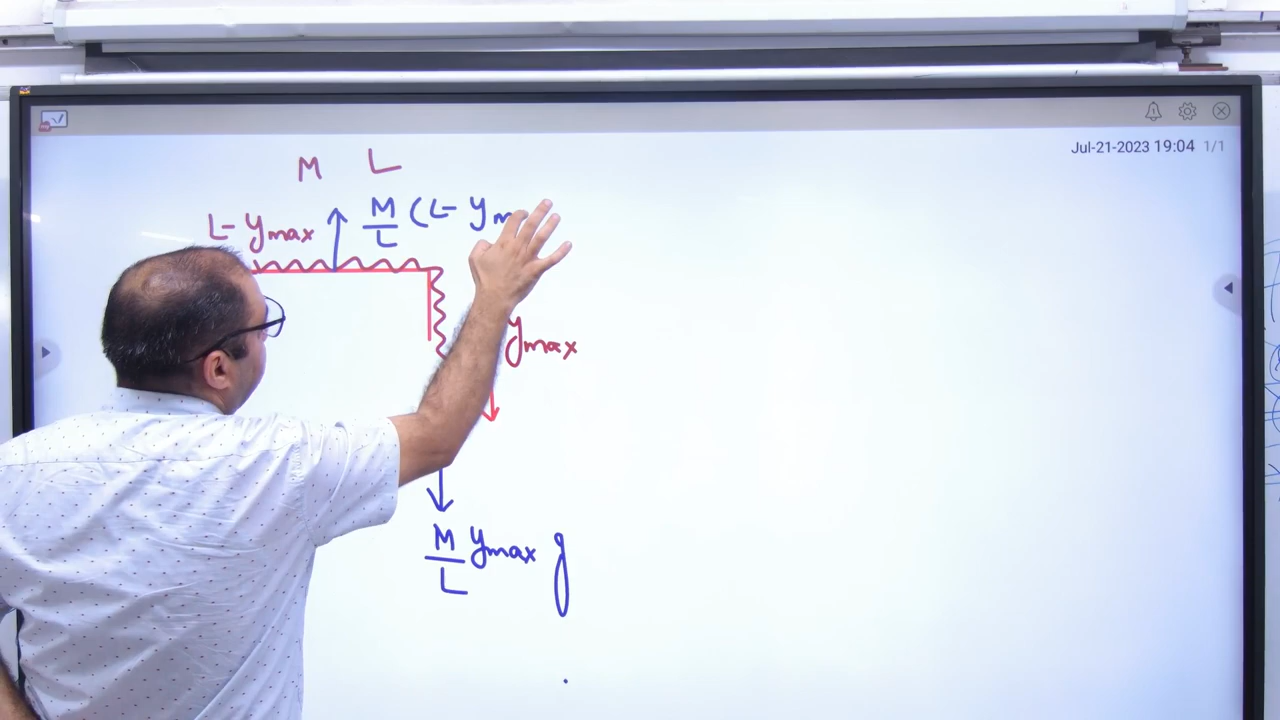 Jul-21-2023 19:04 1/1
M L
L- ymax M/L (L- ym
ymax
M/L ymax g